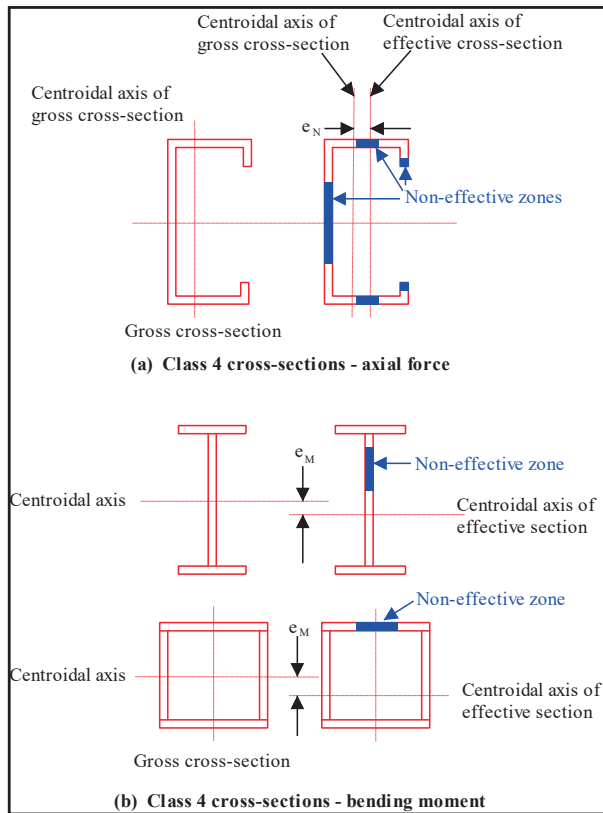 Centroidal axis of
gross cross-section
Centroidal axis of
effective cross-section
Centroidal axis of
gross cross-section
e_N
Non-effective zones
Gross cross-section
(a) Class 4 cross-sections - axial force
e_M
Non-effective zone
Centroidal axis
Centroidal axis of
effective section
Non-effective zone
e_M
Centroidal axis
Centroidal axis of
effective section
Gross cross-section
(b) Class 4 cross-sections - bending moment